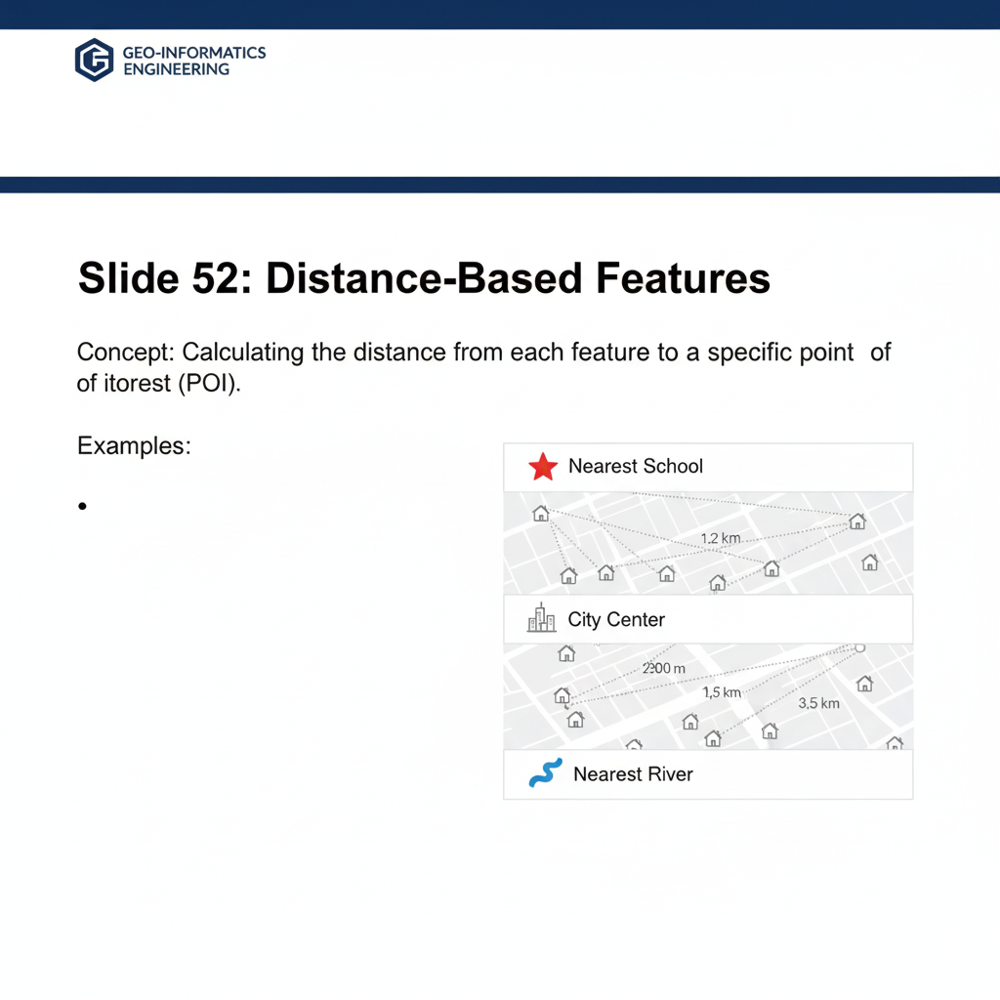 GEO-INFORMATICS
ENGINEERING
Slide 52: Distance-Based Features
Concept: Calculating the distance from each feature to a specific point of
of itorest (POI).
Examples:
•
Nearest School
1.2 km
City Center
1,5 km
3,5 km
Nearest River